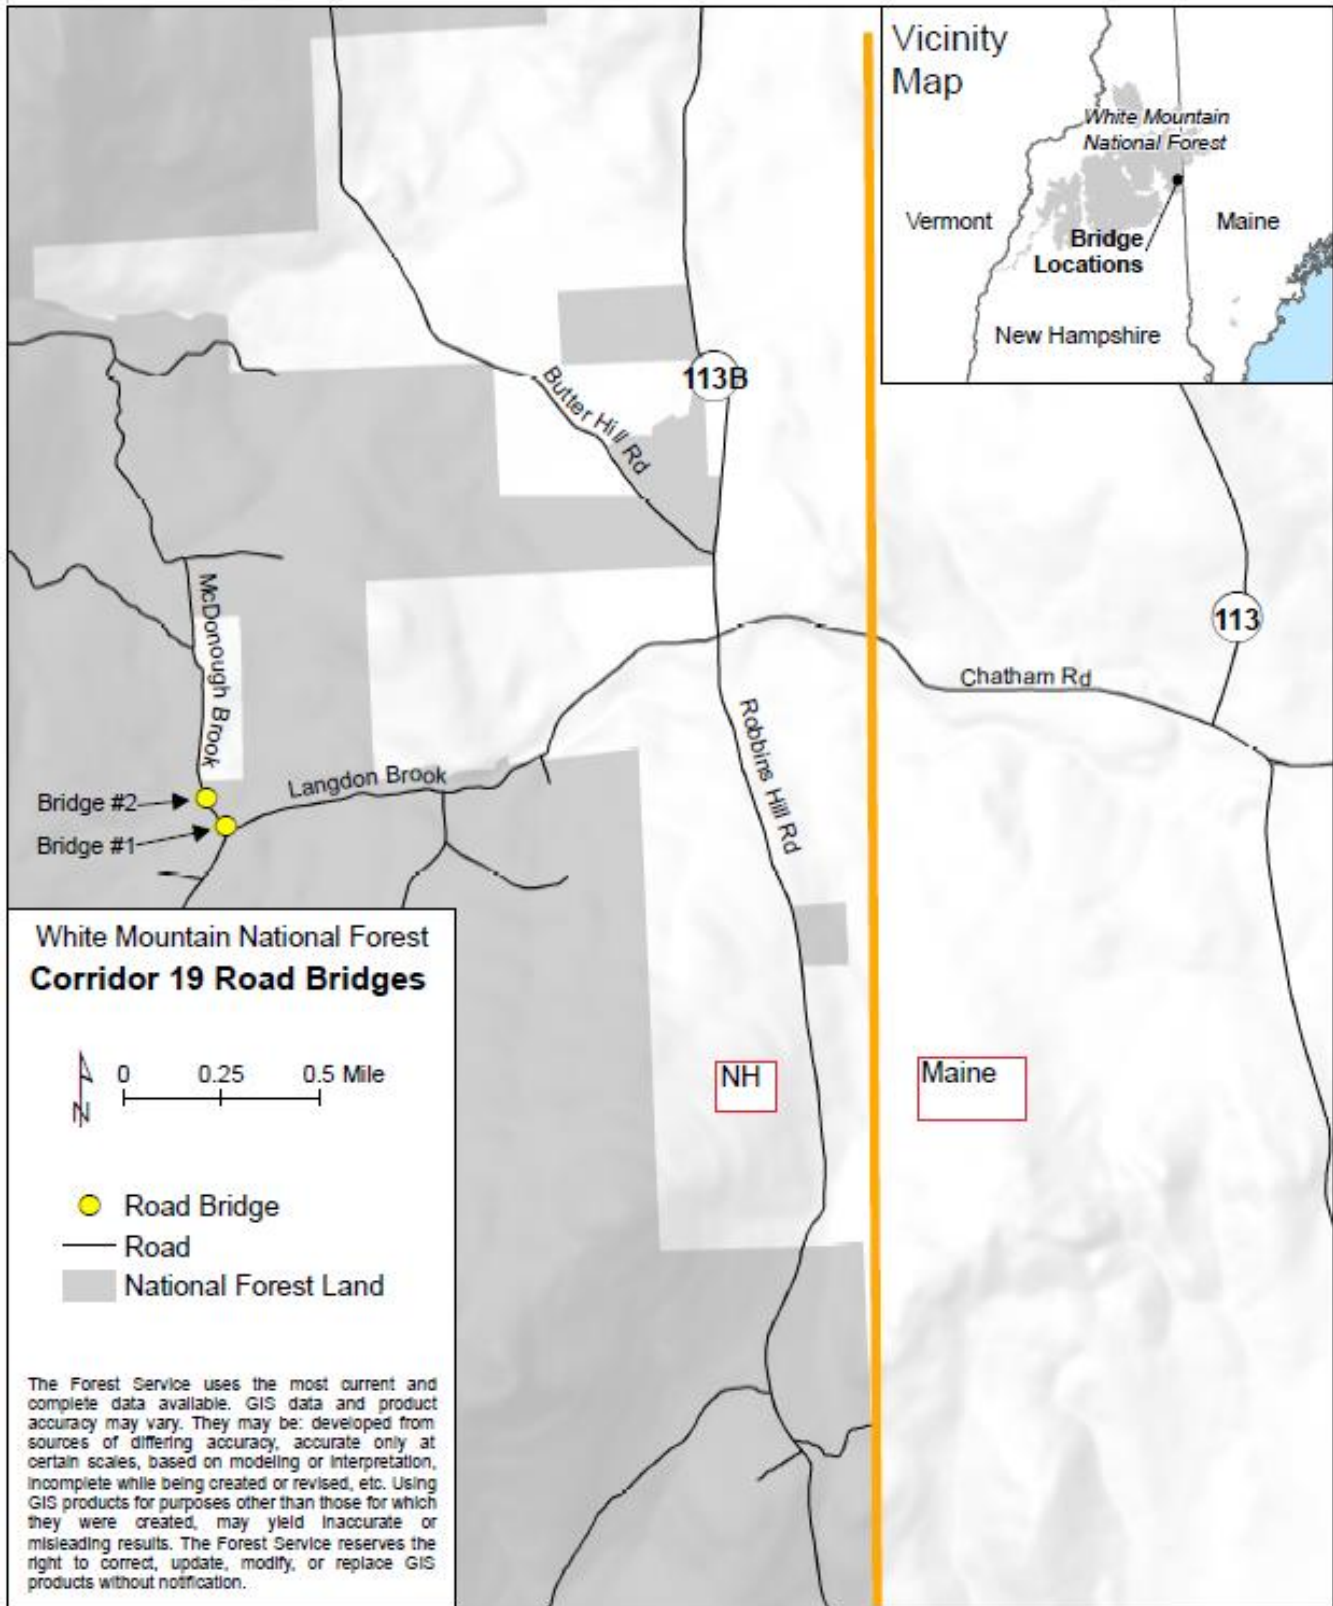 Vicinity
Map
White Mountain
National Forest
Vermont
Maine
Bridge
Locations
New Hampshire
113B
Butter Hill Rd
113
McDonough Brook
Chatham Rd
Robbins Hill Rd
Langdon Brook
Bridge #2
Bridge #1
White Mountain National Forest
Corridor 19 Road Bridges
N
0 0.25 0.5 Mile
NH
Maine
Road Bridge
Road
National Forest Land
The Forest Service uses the most current and
complete data available. GIS data and product
accuracy may vary. They may be: developed from
sources of differing accuracy, accurate only at
certain scales, based on modeling or interpretation,
incomplete while being created or revised, etc. Using
GIS products for purposes other than those for which
they were created, may yield inaccurate or
misleading results. The Forest Service reserves the
right to correct, update, modify, or replace GIS
products without notification.